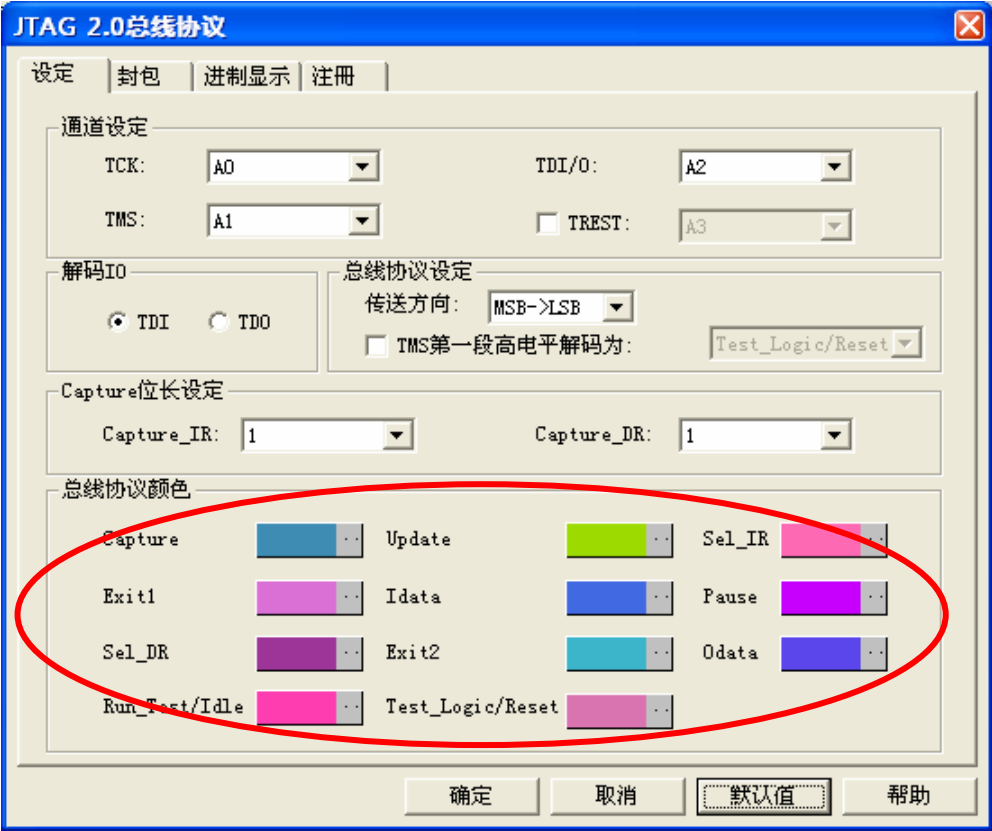 JTAG 2.0总线协议
设定 封包 进制显示 注册
通道设定
TCK: A0 TDI/O: A2
TMS: A1 TREST: A3
解码IO 总线协议设定
传送方向: MSB->LSB
TDI TDO
TMS第一段高电平解码为: Test_Logic/Reset
Capture位长设定
Capture_IR: 1 Capture_DR: 1
总线协议颜色
Capture .. Update .. Sel_IR ..
Exit1 .. Idata .. Pause ..
Sel_DR .. Exit2 .. Odata ..
Run_Test/Idle .. Test_Logic/Reset ..
确定 取消 默认值 帮助